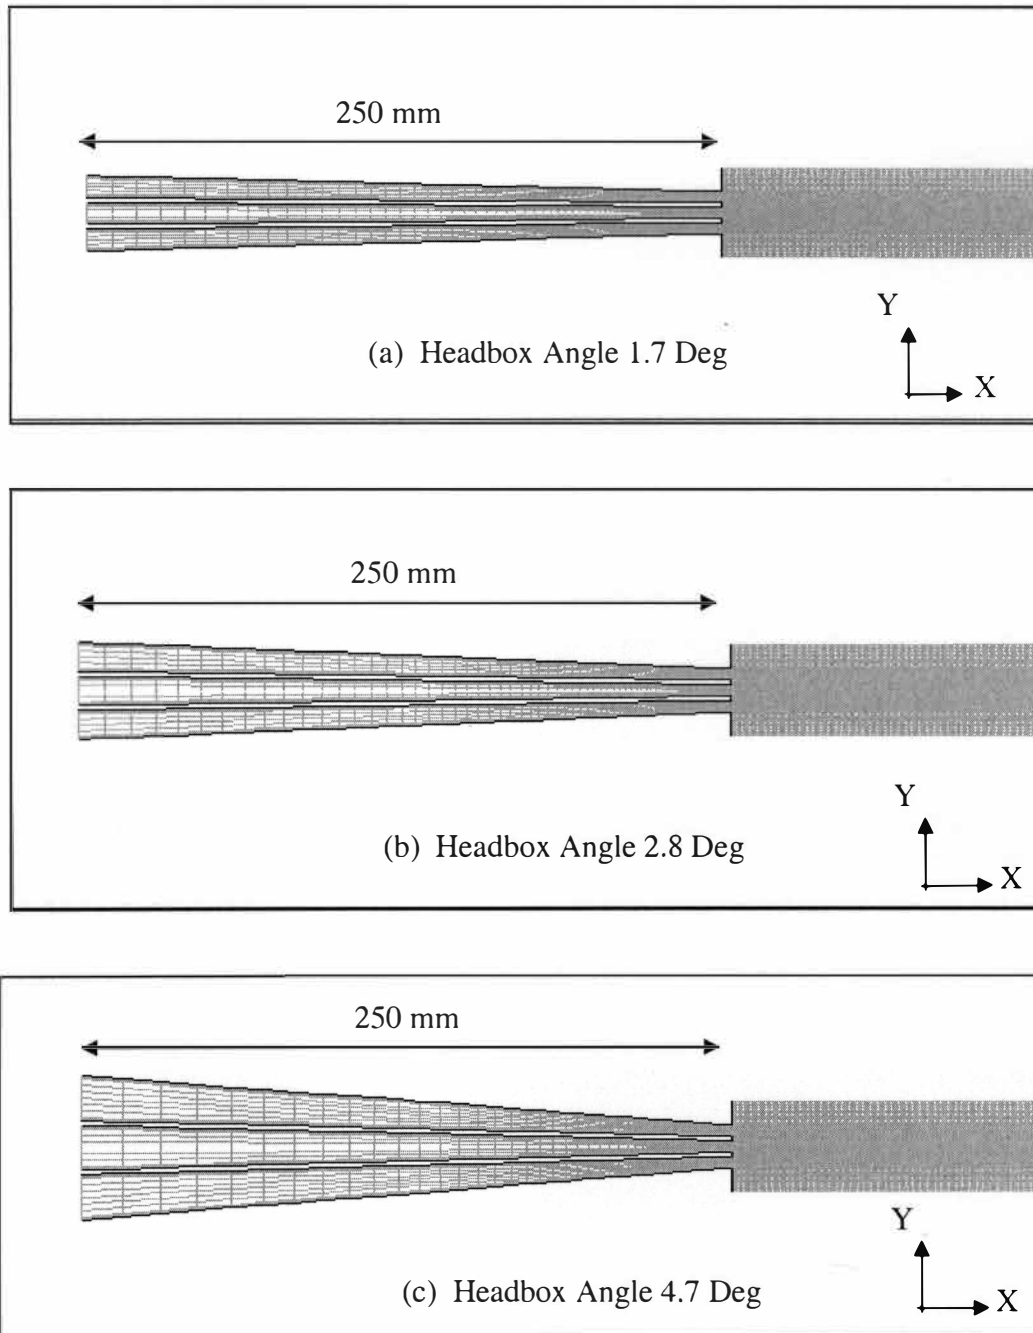 250 mm
Y
(a) Headbox Angle 1.7 Deg
X
250 mm
Y
(b) Headbox Angle 2.8 Deg
X
250 mm
Y
(c) Headbox Angle 4.7 Deg
X